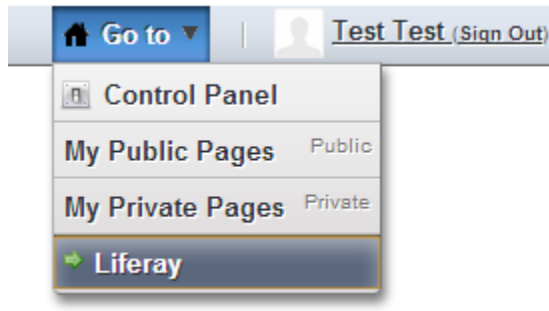 Go to | Test Test (Sign Out)
Control Panel
My Public Pages Public
My Private Pages Private
Liferay